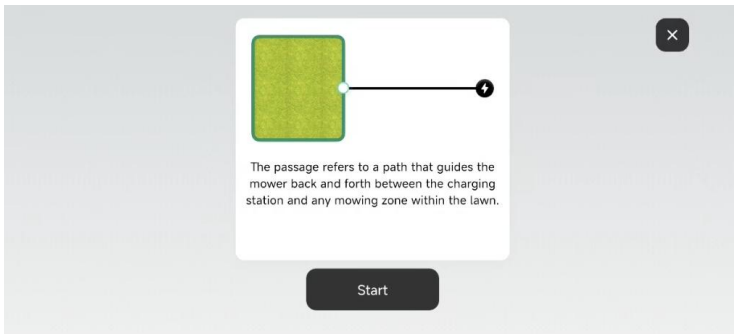 The passage refers to a path that guides the
mower back and forth between the charging
station and any mowing zone within the lawn.
Start